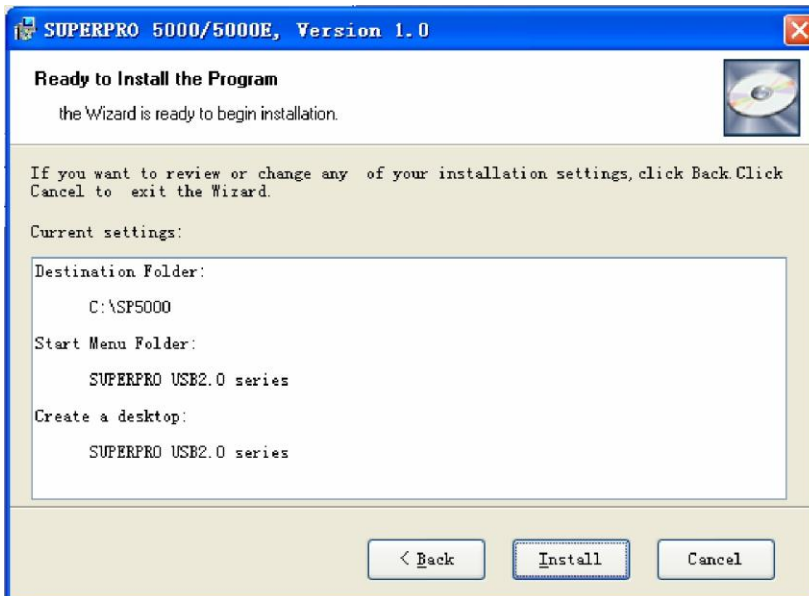 SUPERPRO 5000/5000E, Version 1.0
Ready to Install the Program
the Wizard is ready to begin installation.
If you want to review or change any  of your installation settings, click Back.Click
Cancel to  exit the Wizard.
Current settings:
Destination Folder:
C:\SP5000
Start Menu Folder:
SUPERPRO USB2.0 series
Create a desktop:
SUPERPRO USB2.0 series
< Back
Install
Cancel